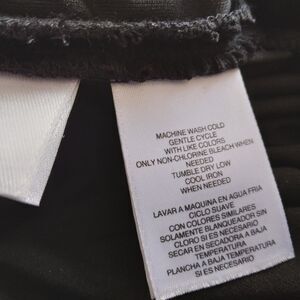 MACHINE WASH COLD
GENTLE CYCLE
WITH LIKE COLORS
ONLY NON-CHLORINE BLEACH WHEN
NEEDED
TUMBLE DRY LOW
COOL IRON
WHEN NEEDED
LAVAR A MAQUINA EN AGUA FRIA
CICLO SUAVE
CON COLORES SIMILARES
SOLAMENTE BLANQUEADOR SIN
CLORO SI ES NECESARIO
SECAR EN SECADORA A BAJA
TEMPERATURA
PLANCHA A BAJA TEMPERATURA
SI ES NECESARIO